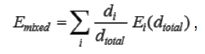 E_mixed = ∑_i d_i/d_total E_i(d_total) ,